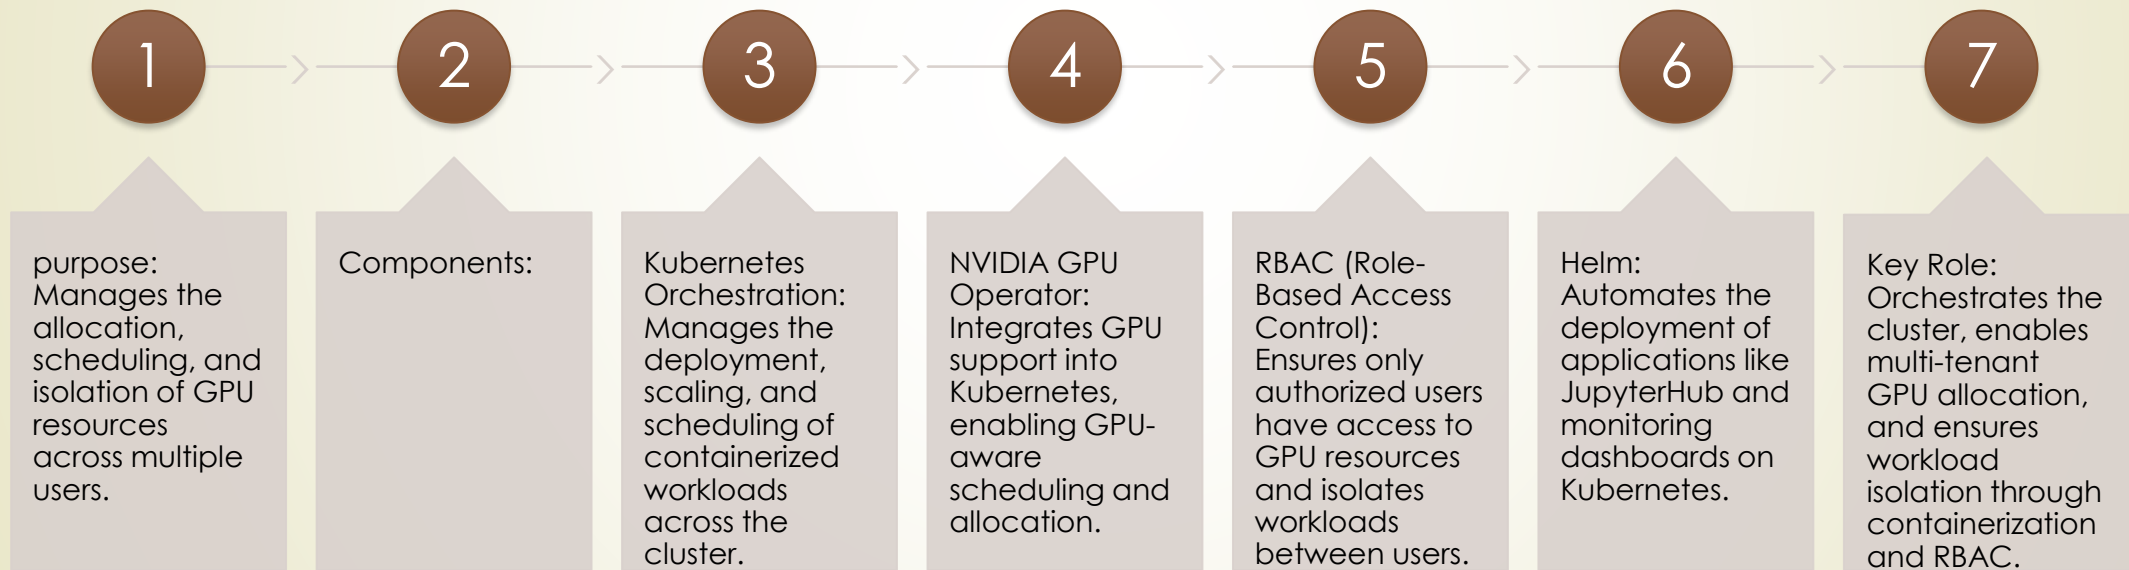 1
2
3
4
5
6
7
purpose:
Manages the
allocation,
scheduling, and
isolation of GPU
resources
across multiple
users.
Components:
Kubernetes
Orchestration:
Manages the
deployment,
scaling, and
scheduling of
containerized
workloads
across the
cluster.
NVIDIA GPU
Operator:
Integrates GPU
support into
Kubernetes,
enabling GPU-
aware
scheduling and
allocation.
RBAC (Role-
Based Access
Control):
Ensures only
authorized users
have access to
GPU resources
and isolates
workloads
between users.
Helm:
Automates the
deployment of
applications like
JupyterHub and
monitoring
dashboards on
Kubernetes.
Key Role:
Orchestrates the
cluster, enables
multi-tenant
GPU allocation,
and ensures
workload
isolation through
containerization
and RBAC.